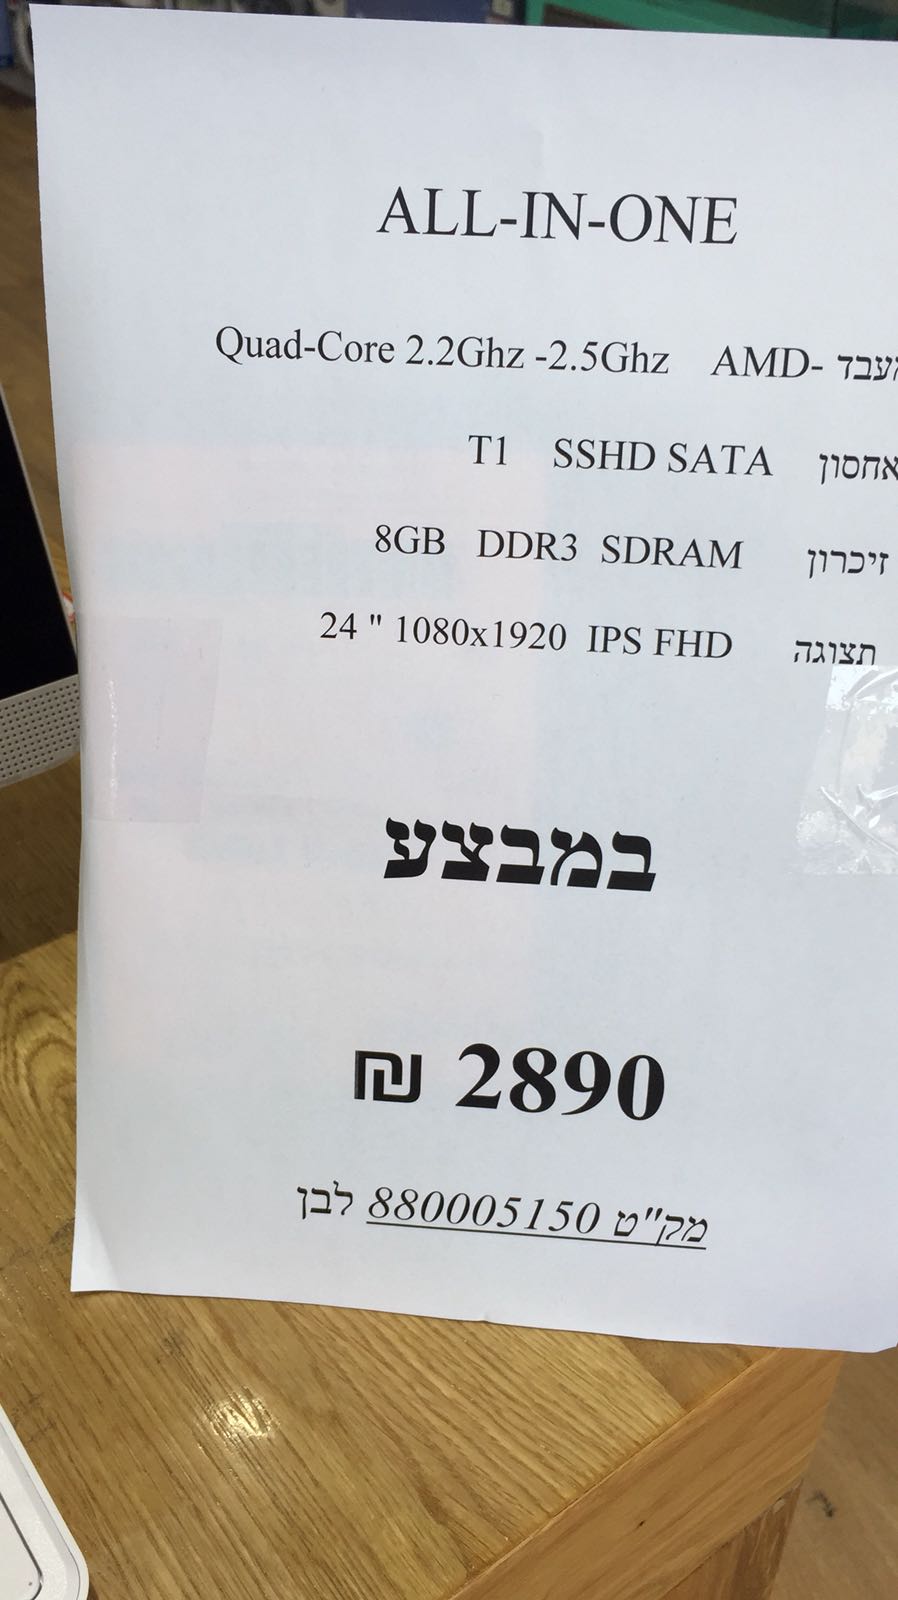 ALL-IN-ONE
העבד -AMD Quad-Core 2.2Ghz -2.5Ghz
אחסון SSHD SATA T1
זיכרון 8GB DDR3 SDRAM
תצוגה 24 " 1080x1920 IPS FHD
במבצע
2890 ₪
מק"ט 880005150 לבן